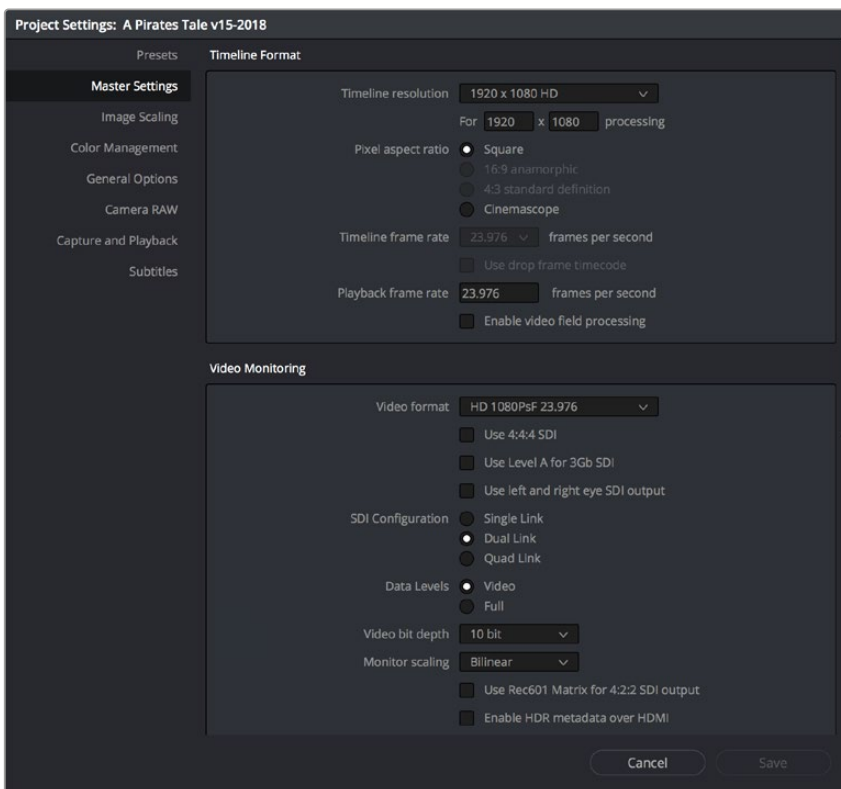 Project Settings: A Pirates Tale v15-2018
Presets
Master Settings
Image Scaling
Color Management
General Options
Camera RAW
Capture and Playback
Subtitles
Timeline Format
Timeline resolution 1920 x 1080 HD
For 1920 x 1080 processing
Pixel aspect ratio Square
16:9 anamorphic
4:3 standard definition
Cinemascope
Timeline frame rate 23.976 frames per second
Use drop frame timecode
Playback frame rate 23.976 frames per second
Enable video field processing
Video Monitoring
Video format HD 1080PsF 23.976
Use 4:4:4 SDI
Use Level A for 3Gb SDI
Use left and right eye SDI output
SDI Configuration Single Link
Dual Link
Quad Link
Data Levels Video
Full
Video bit depth 10 bit
Monitor scaling Bilinear
Use Rec601 Matrix for 4:2:2 SDI output
Enable HDR metadata over HDMI
Cancel Save